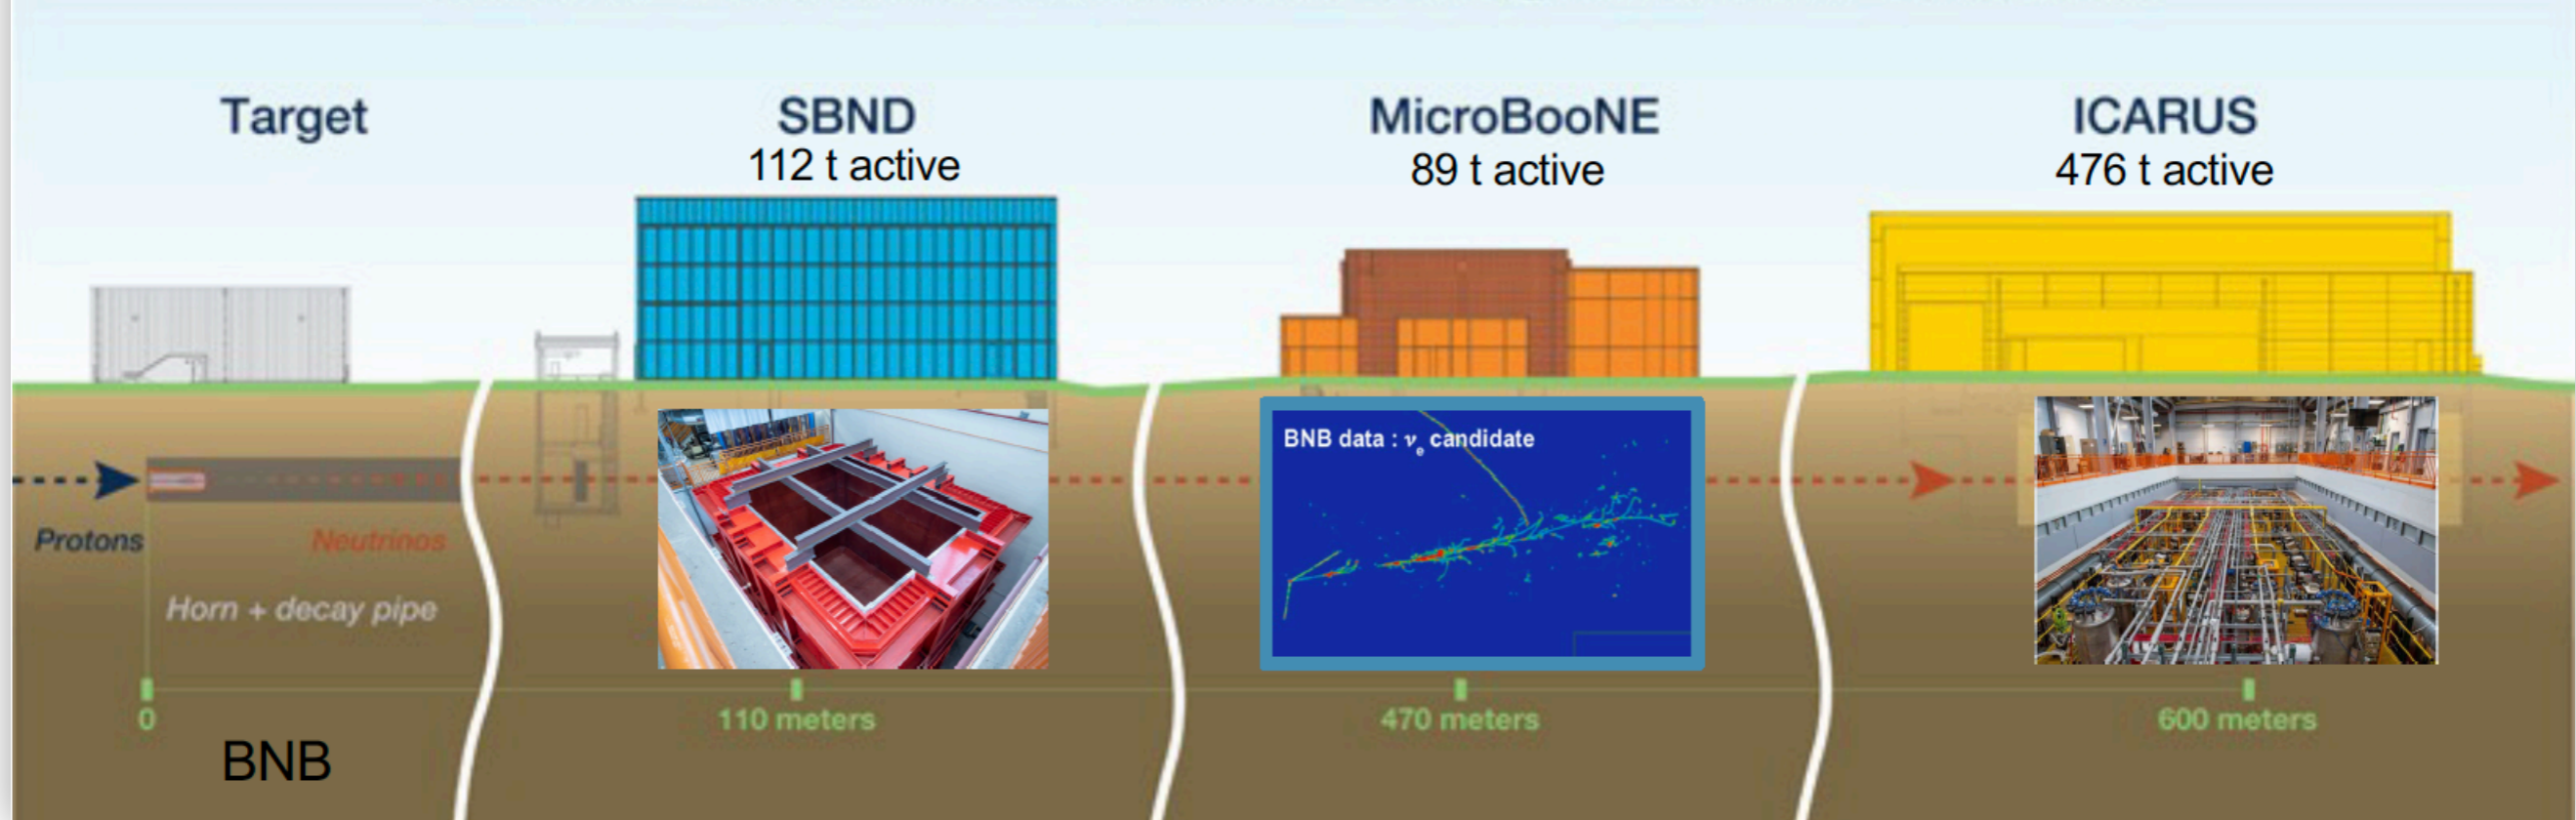 Target
SBND
112 t active
MicroBooNE
89 t active
ICARUS
476 t active
BNB data : νe candidate
Protons
Neutrinos
Horn + decay pipe
0
110 meters
470 meters
600 meters
BNB